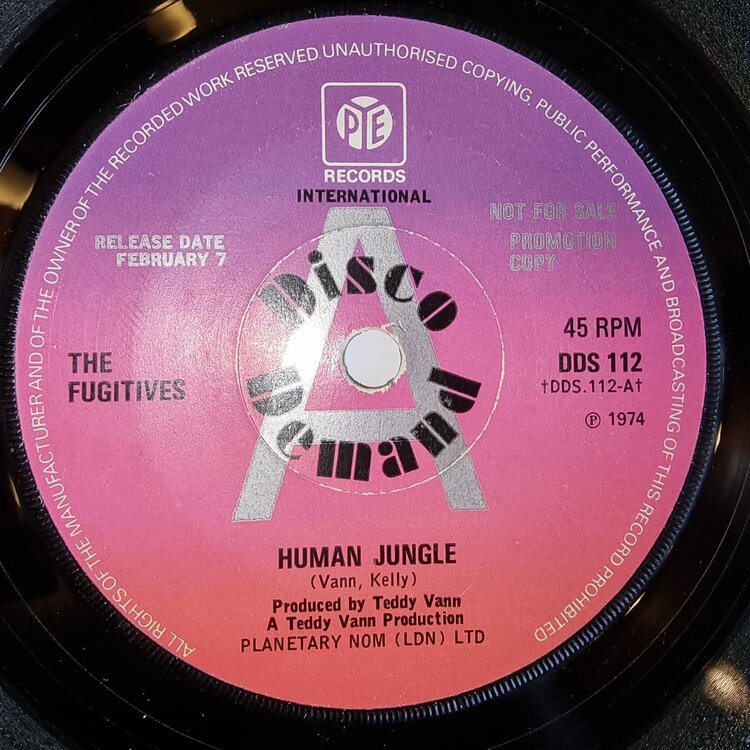 ALL RIGHTS OF THE MANUFACTURER AND OF THE OWNER OF THE RECORDED WORK RESERVED. UNAUTHORISED COPYING, PUBLIC PERFORMANCE AND BROADCASTING OF THIS RECORD PROHIBITED
PYE
RECORDS
INTERNATIONAL
RELEASE DATE
FEBRUARY 7
NOT FOR SALE
PROMOTION
COPY
A
Disco
Demand
THE
FUGITIVES
45 RPM
DDS 112
†DDS.112-A†
℗ 1974
HUMAN JUNGLE
(Vann, Kelly)
Produced by Teddy Vann
A Teddy Vann Production
PLANETARY NOM (LDN) LTD